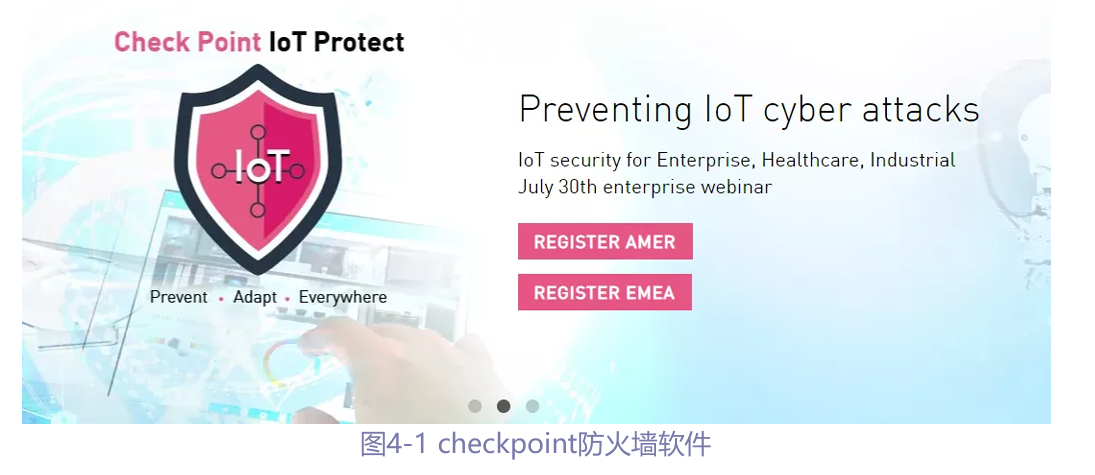 Check Point IoT Protect
IoT
Prevent • Adapt • Everywhere
Preventing IoT cyber attacks
IoT security for Enterprise, Healthcare, Industrial
July 30th enterprise webinar
REGISTER AMER
REGISTER EMEA
图4-1 checkpoint防火墙软件